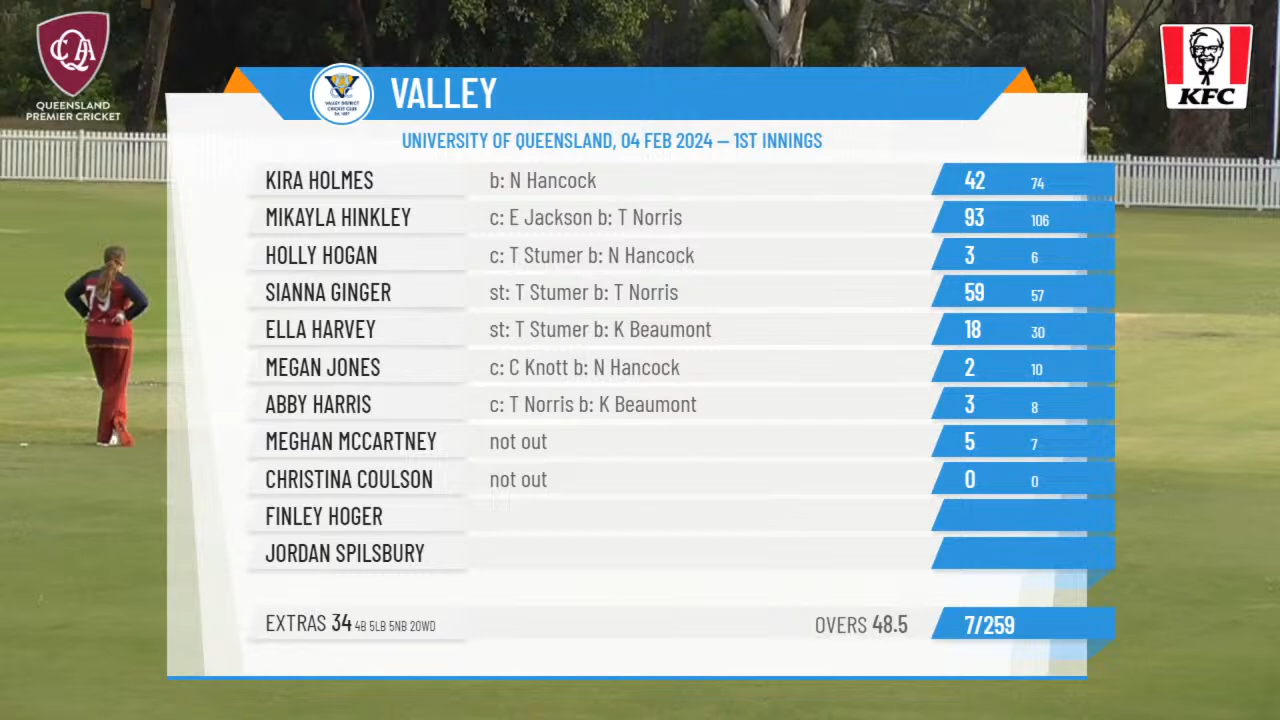 QUEENSLAND
PREMIER CRICKET
VALLEY DISTRICT
CRICKET CLUB
KFC
VALLEY
UNIVERSITY OF QUEENSLAND, 04 FEB 2024 – 1ST INNINGS
KIRA HOLMES b: N Hancock 42 74
MIKAYLA HINKLEY c: E Jackson b: T Norris 93 106
HOLLY HOGAN c: T Stumer b: N Hancock 3 6
SIANNA GINGER st: T Stumer b: T Norris 59 57
ELLA HARVEY st: T Stumer b: K Beaumont 18 30
MEGAN JONES c: C Knott b: N Hancock 2 10
ABBY HARRIS c: T Norris b: K Beaumont 3 8
MEGHAN MCCARTNEY not out 5 7
CHRISTINA COULSON not out 0 0
FINLEY HOGER
JORDAN SPILSBURY
EXTRAS 34 4B 5LB 5NB 20WD OVERS 48.5 7/259